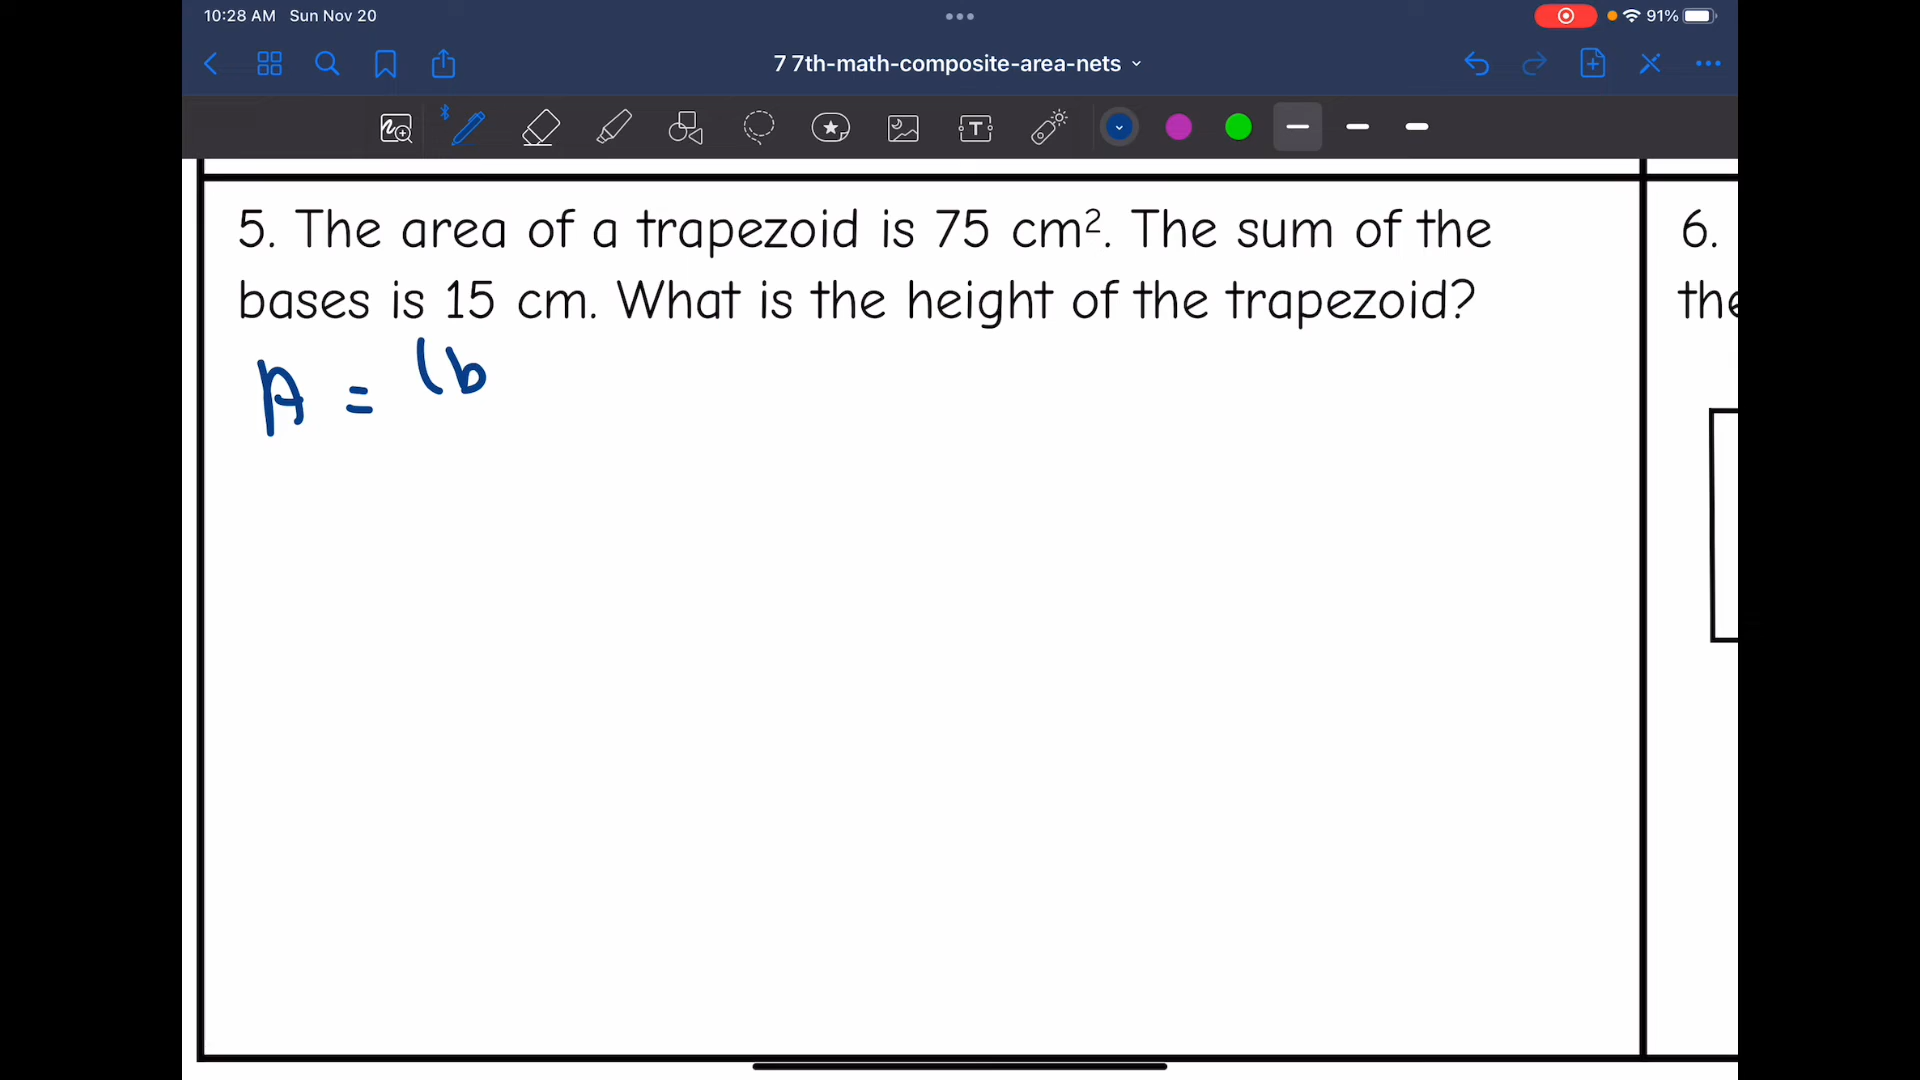 10:28 AM Sun Nov 20
91%
7 7th-math-composite-area-nets
T
5. The area of a trapezoid is 75 cm². The sum of the
bases is 15 cm. What is the height of the trapezoid?
A = (b
6.
the